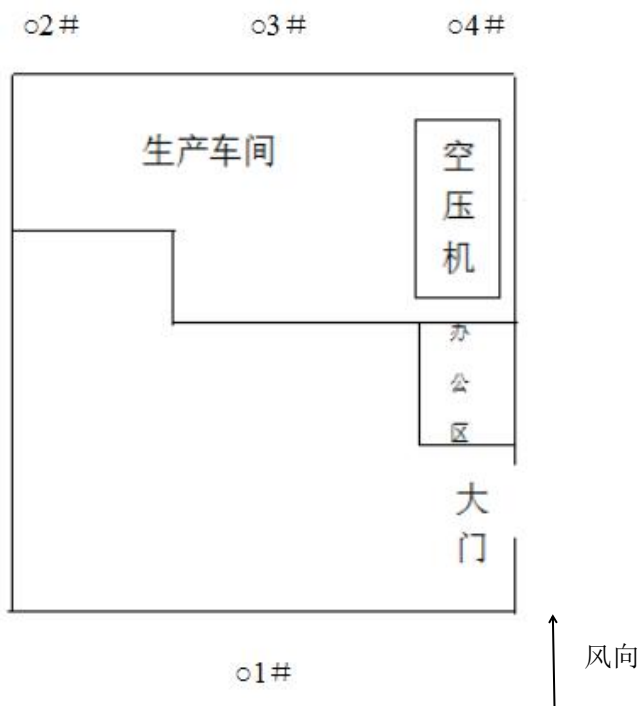 ○2＃ ○3＃ ○4＃
生产车间
空
压
机
办
公
区
大
门
风向
○1＃